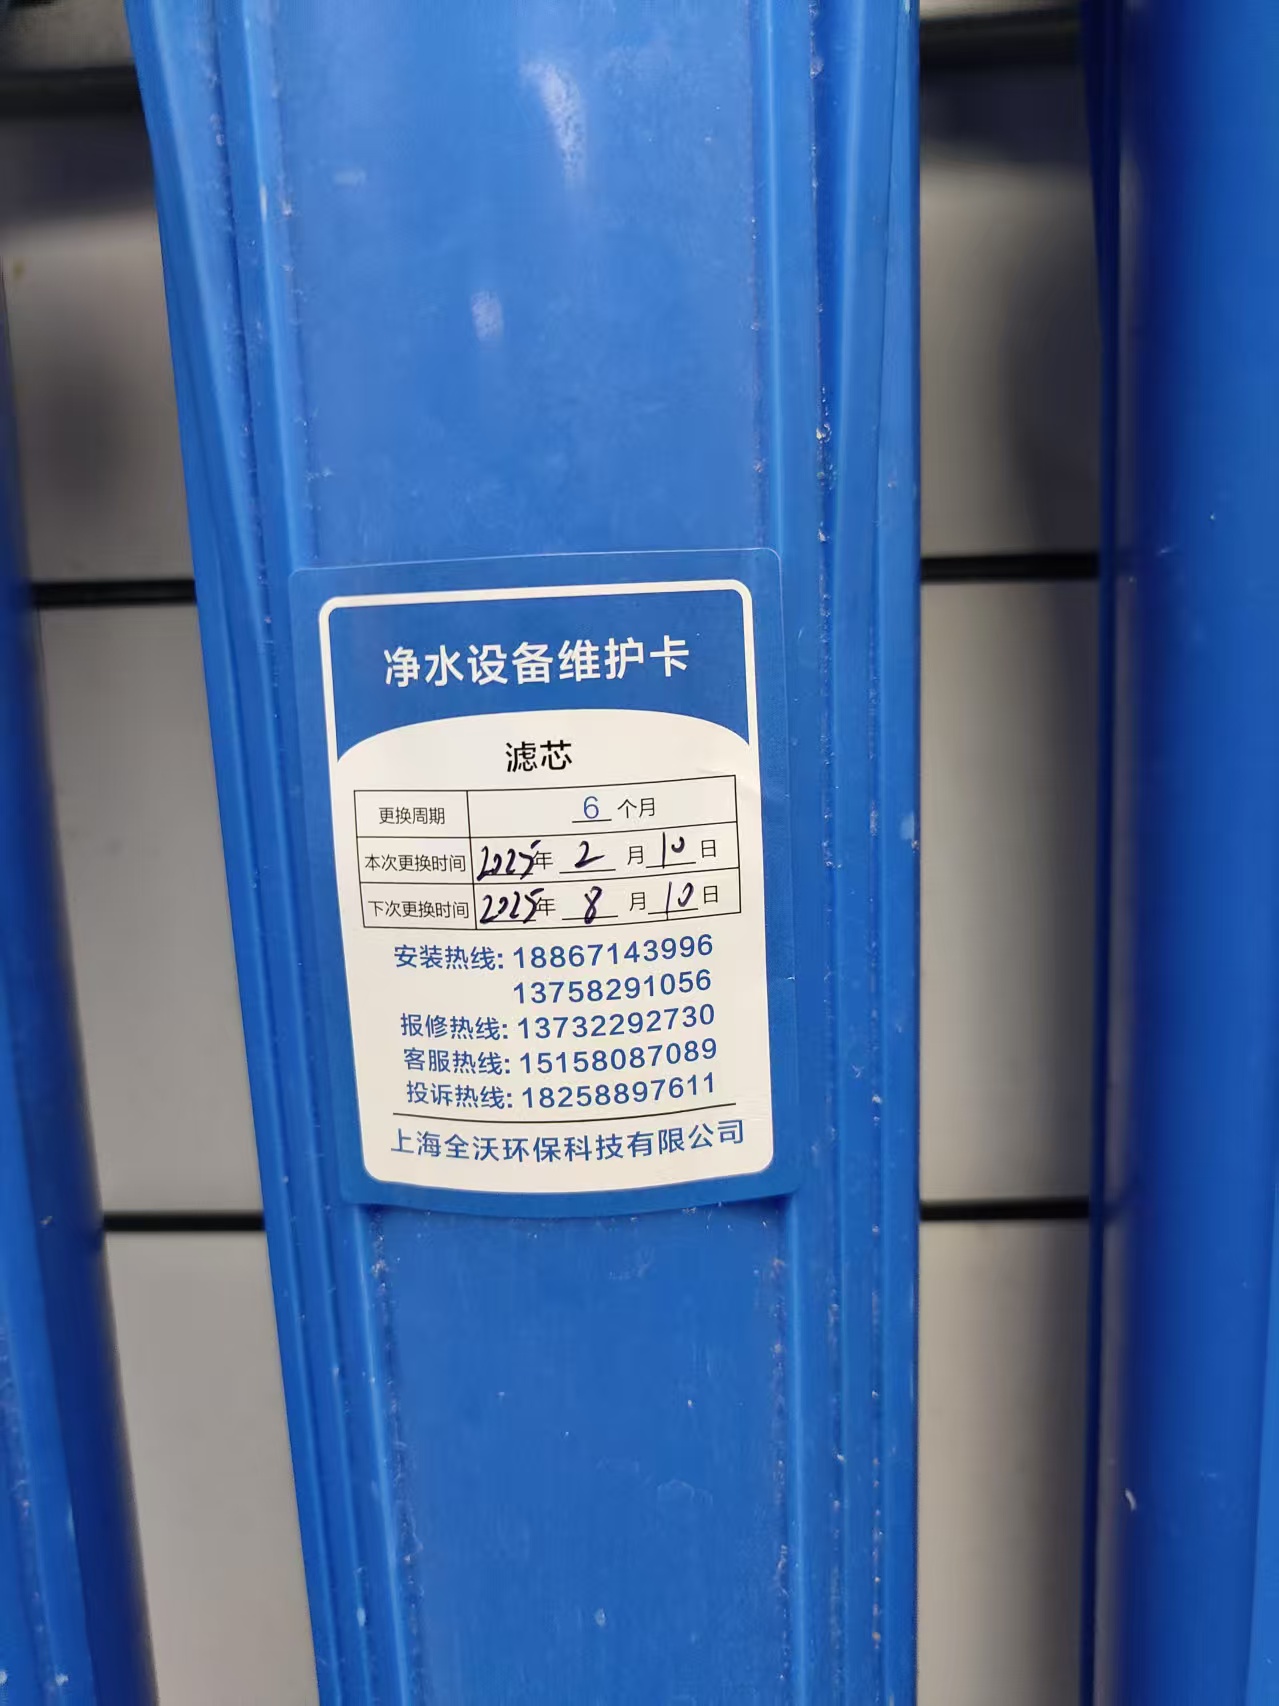 净水设备维护卡
滤芯
更换周期 6 个月
本次更换时间 2025年 2 月 10 日
下次更换时间 2025年 8 月 10 日
安装热线: 18867143996
13758291056
报修热线: 13732292730
客服热线: 15158087089
投诉热线: 18258897611
上海全沃环保科技有限公司